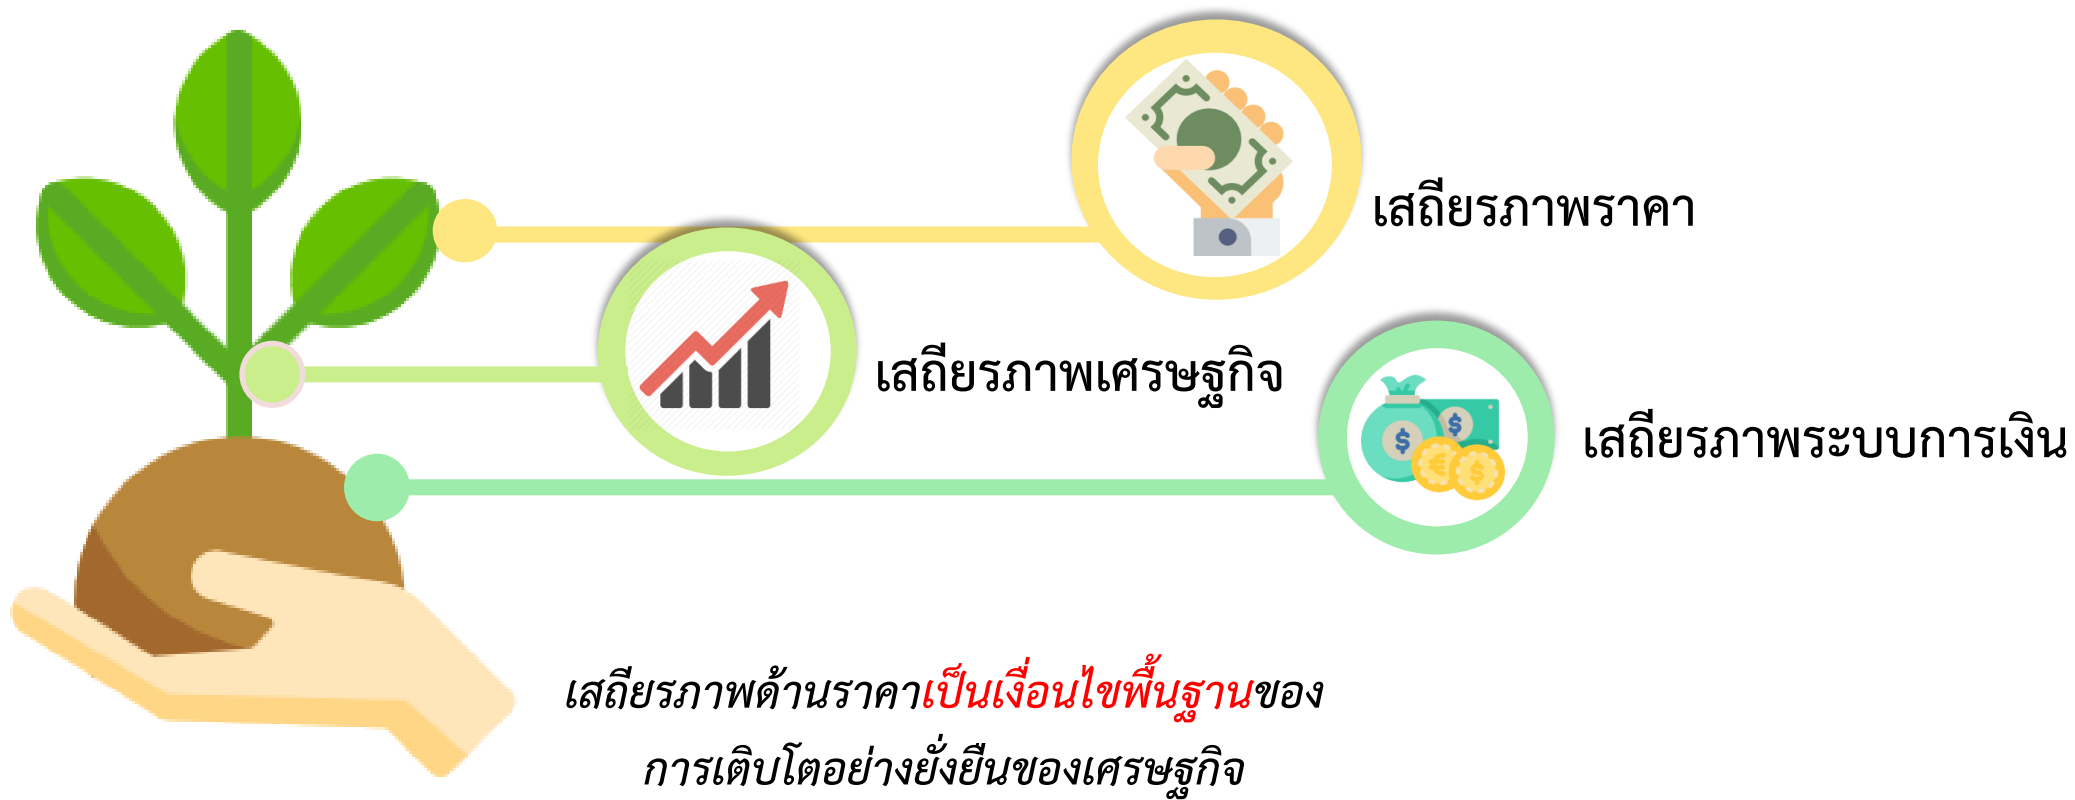 เสถียรภาพราคา
เสถียรภาพเศรษฐกิจ
เสถียรภาพระบบการเงิน
เสถียรภาพด้านราคาเป็นเงื่อนไขพื้นฐานของ
การเติบโตอย่างยั่งยืนของเศรษฐกิจ